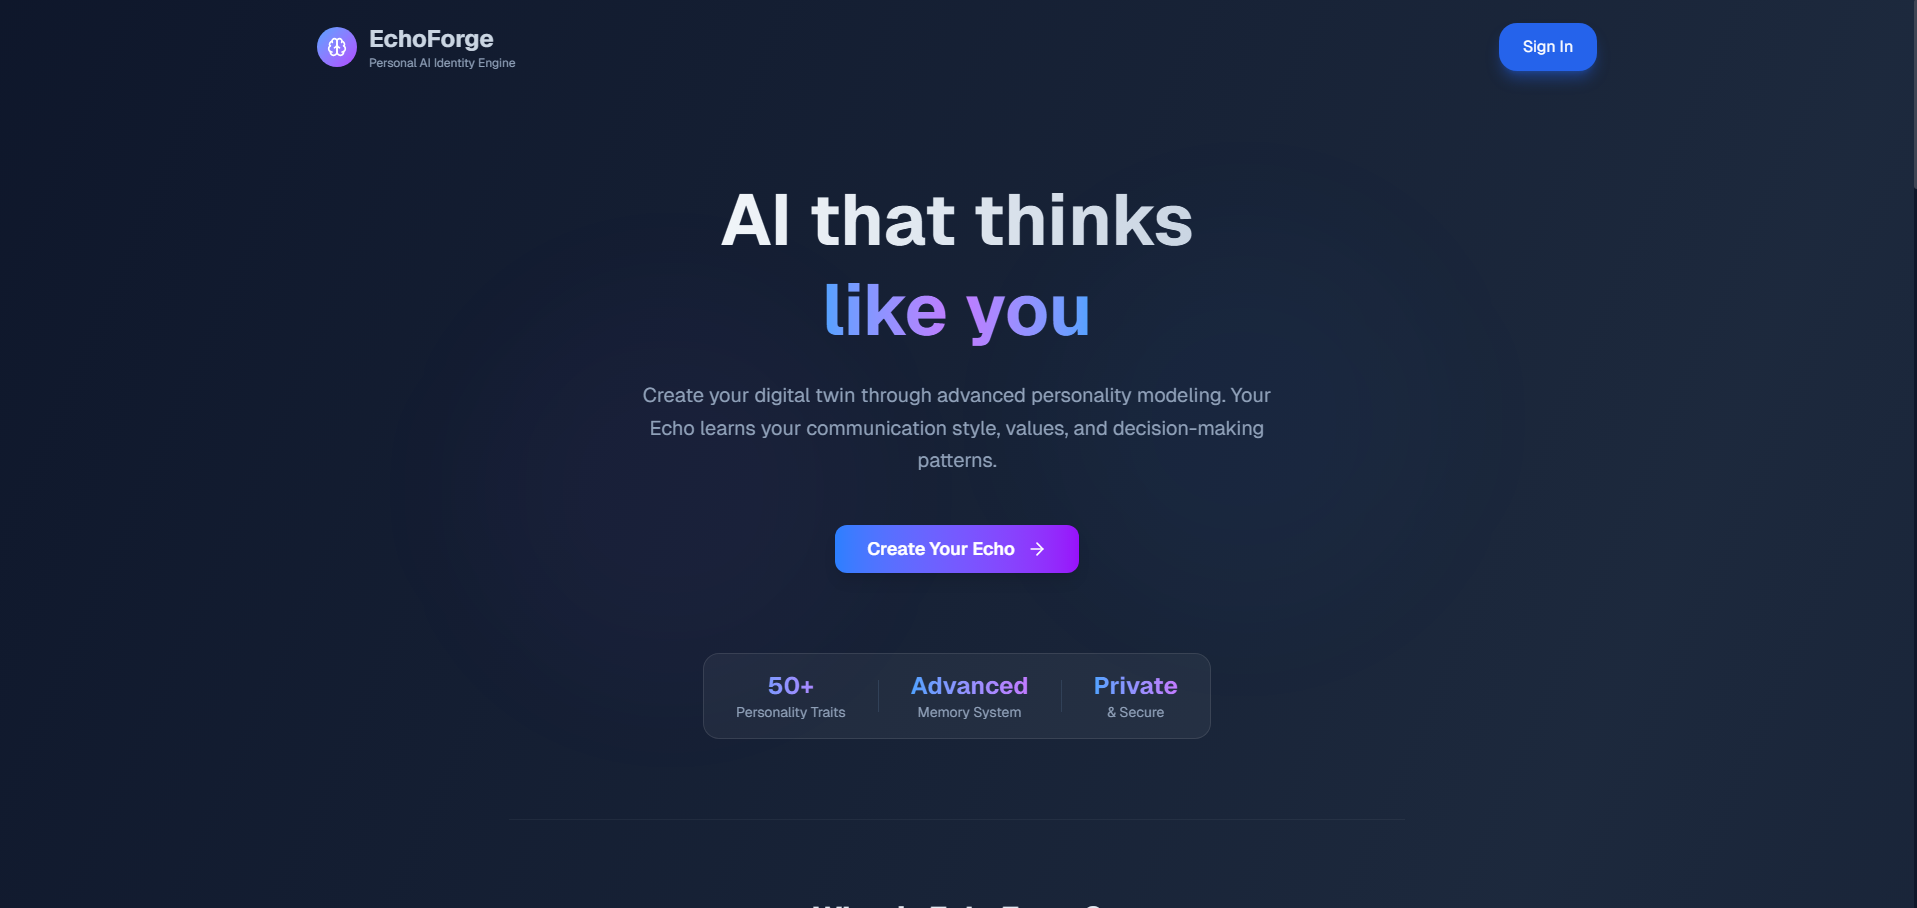 EchoForge
Personal AI Identity Engine
Sign In
AI that thinks
like you
Create your digital twin through advanced personality modeling. Your
Echo learns your communication style, values, and decision-making
patterns.
Create Your Echo
50+
Personality Traits
Advanced
Memory System
Private
& Secure